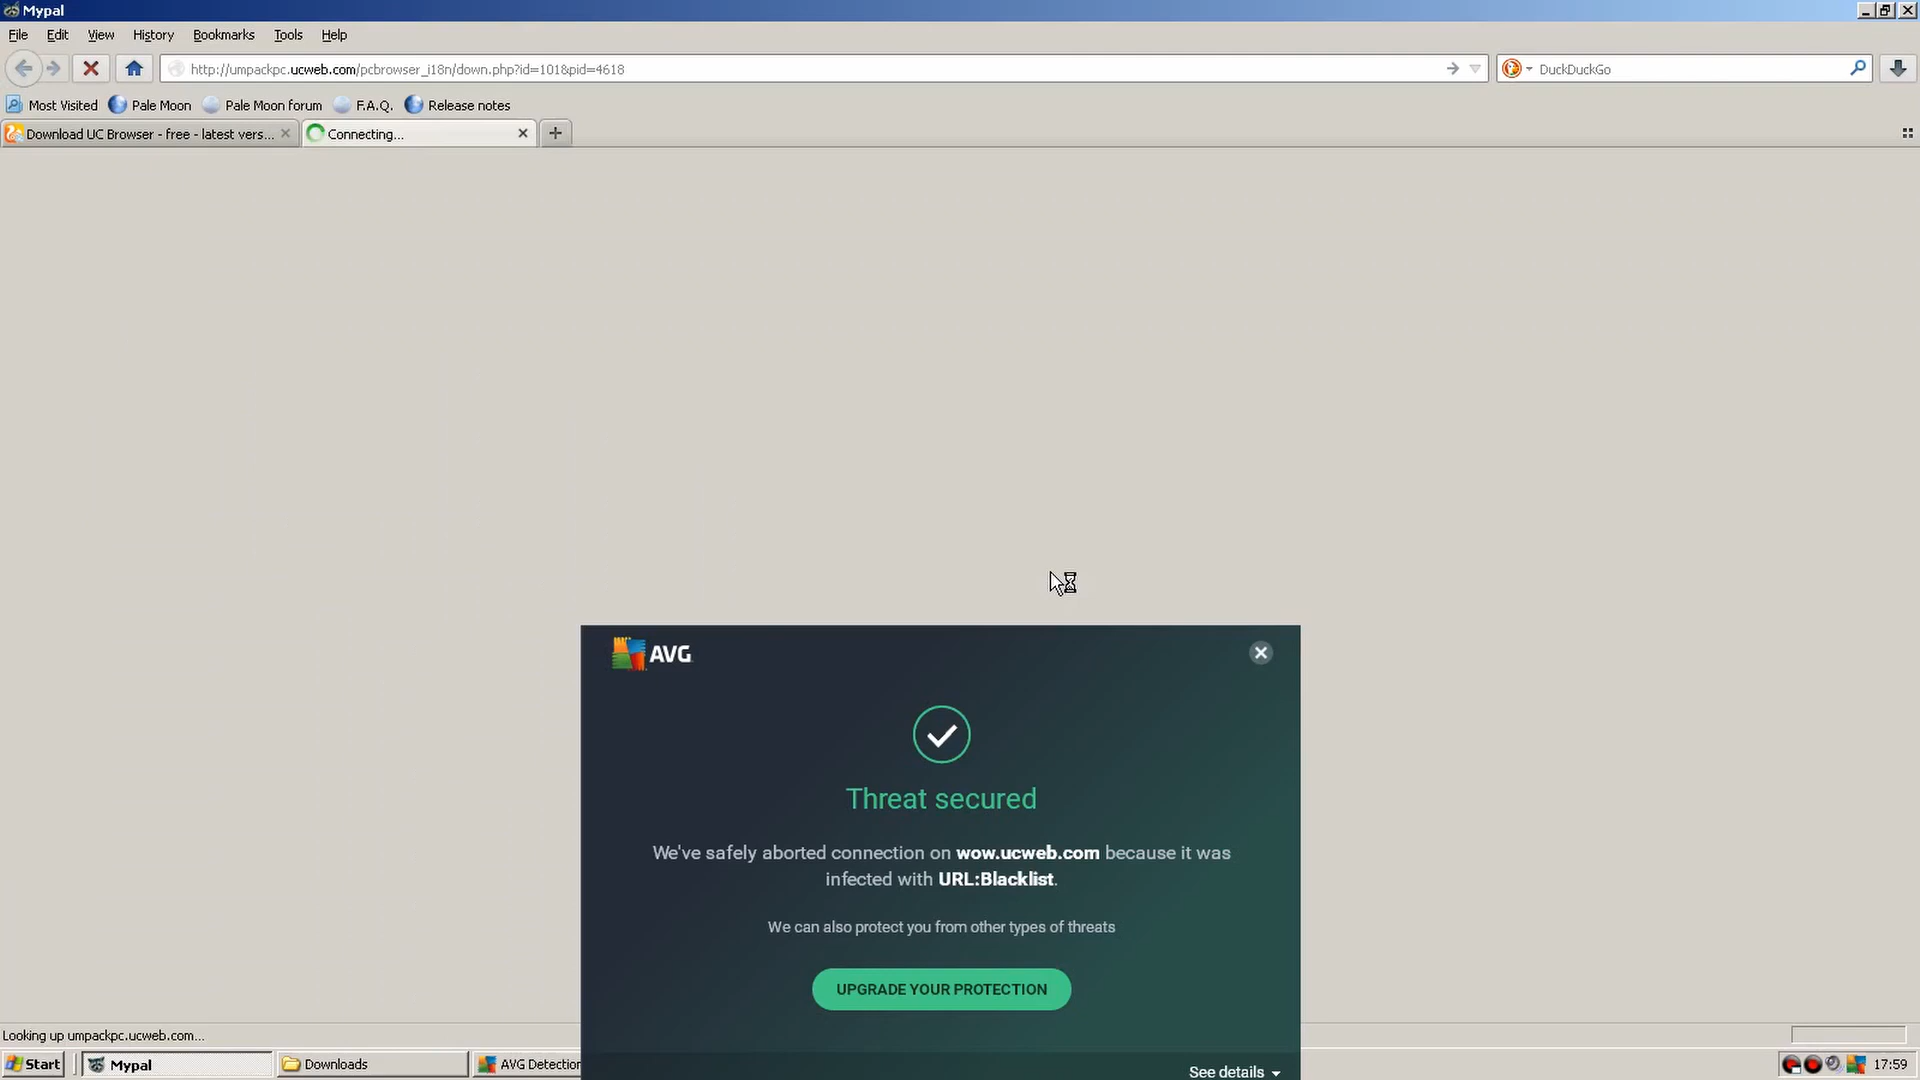 Mypal
File Edit View History Bookmarks Tools Help
http://umpackpc.ucweb.com/pcbrowser_i18n/down.php?id=101&pid=4618
DuckDuckGo
Most Visited Pale Moon Pale Moon forum F.A.Q. Release notes
Download UC Browser - free - latest vers...
Connecting...
AVG
Threat secured
We've safely aborted connection on wow.ucweb.com because it was
infected with URL:Blacklist.
We can also protect you from other types of threats
UPGRADE YOUR PROTECTION
See details
Looking up umpackpc.ucweb.com...
Start Mypal Downloads AVG Detection 17:59